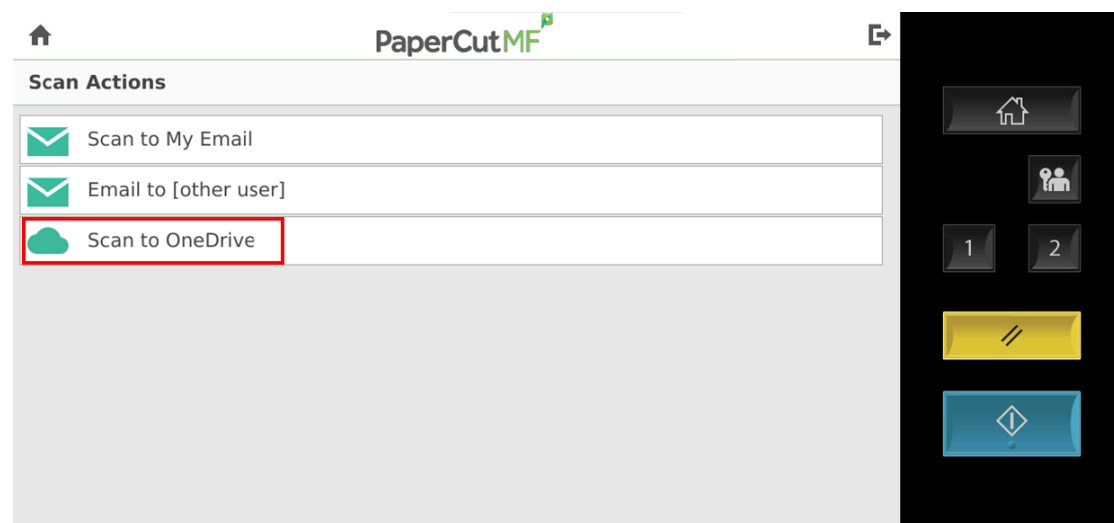 PaperCutMF
Scan Actions
Scan to My Email
Email to [other user]
Scan to OneDrive
1 2